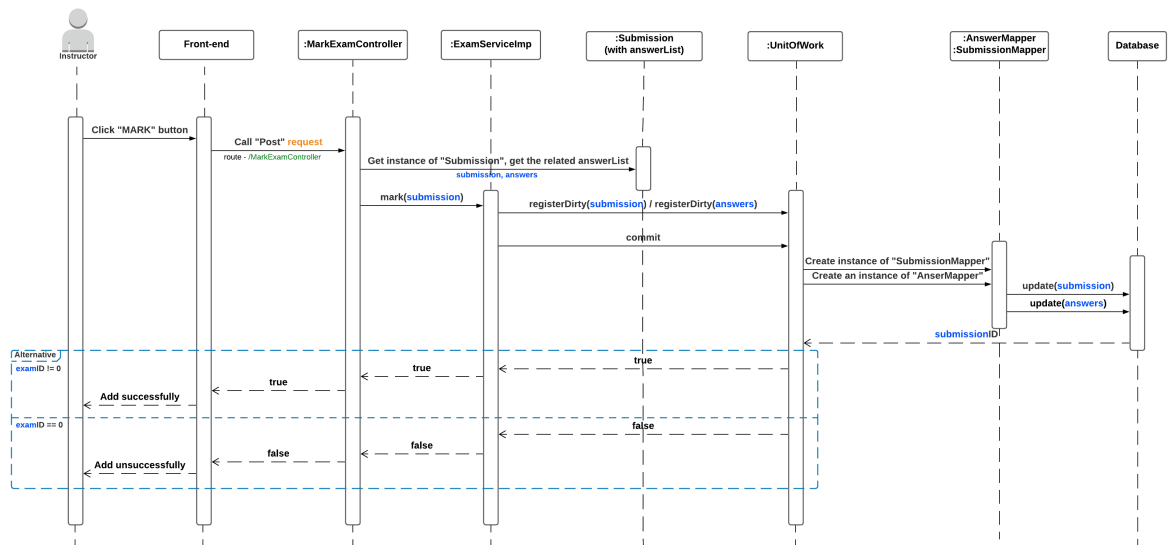 Instructor
Front-end
:MarkExamController
:ExamServiceImp
:Submission
(with answerList)
:UnitOfWork
:AnswerMapper
:SubmissionMapper
Database
Click "MARK" button
Call "Post" request
route - /MarkExamController
Get instance of "Submission", get the related answerList
submission, answers
mark(submission)
registerDirty(submission) / registerDirty(answers)
commit
Create instance of "SubmissionMapper"
Create an instance of "AnserMapper"
update(submission)
update(answers)
submissionID
Alternative
examID != 0
true
true
true
Add successfully
examID == 0
false
false
false
Add unsuccessfully